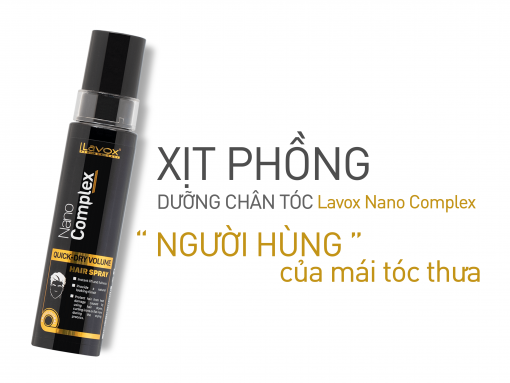 Lavox
Nano
Complex
QUICK-DRY VOLUME
HAIR SPRAY
XỊT PHỒNG
DƯỠNG CHÂN TÓC Lavox Nano Complex
“ NGƯỜI HÙNG ”
của mái tóc thưa